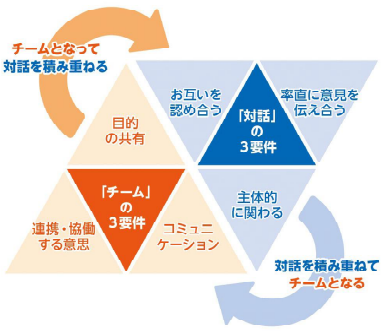 チームとなって
対話を積み重ねる
お互いを
認め合う
「対話」
の
3要件
率直に意見を
伝え合う
目的
の共有
「チーム」
の
3要件
主体的
に関わる
連携・協働
する意思
コミュニ
ケーション
対話を積み重ねて
チームとなる